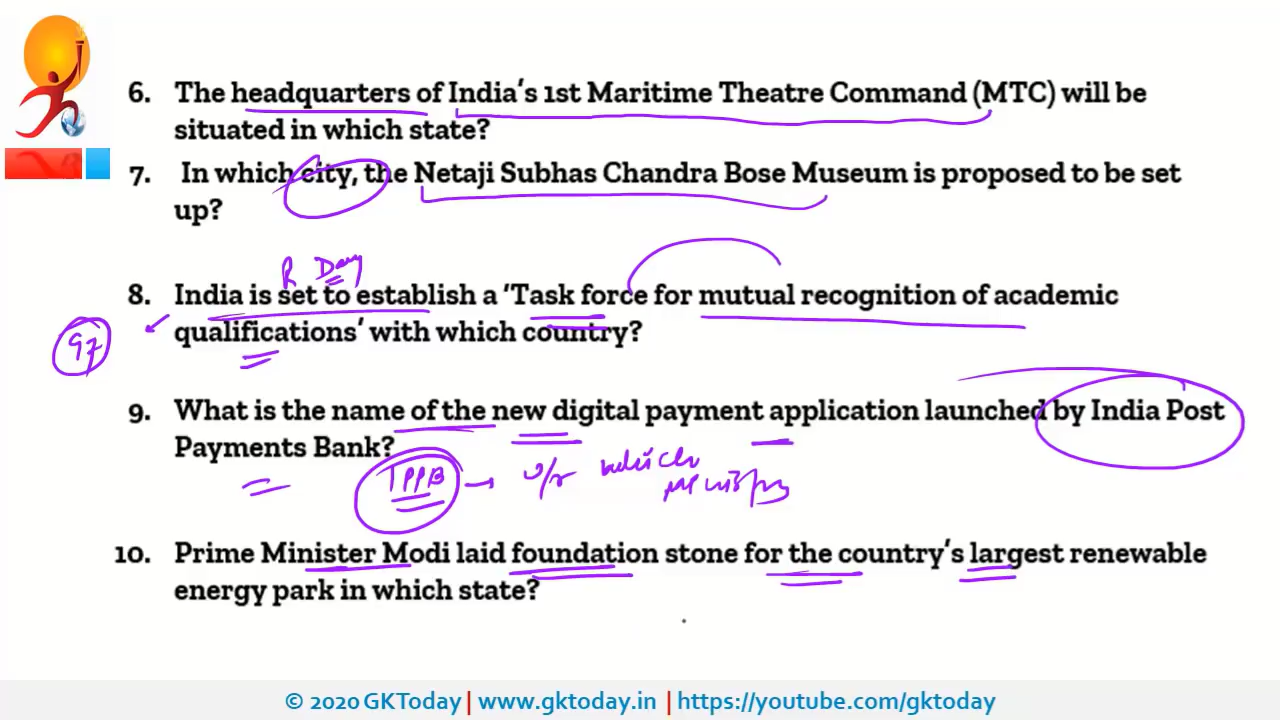 6. The headquarters of India's 1st Maritime Theatre Command (MTC) will be
situated in which state?
7. In which city, the Netaji Subhas Chandra Bose Museum is proposed to be set
up?
R Day
8. India is set to establish a 'Task force for mutual recognition of academic
qualifications' with which country?
9. What is the name of the new digital payment application launched by India Post
Payments Bank?
IPPB → which
10. Prime Minister Modi laid foundation stone for the country's largest renewable
energy park in which state?
© 2020 GKToday | www.gktoday.in | https://youtube.com/gktoday